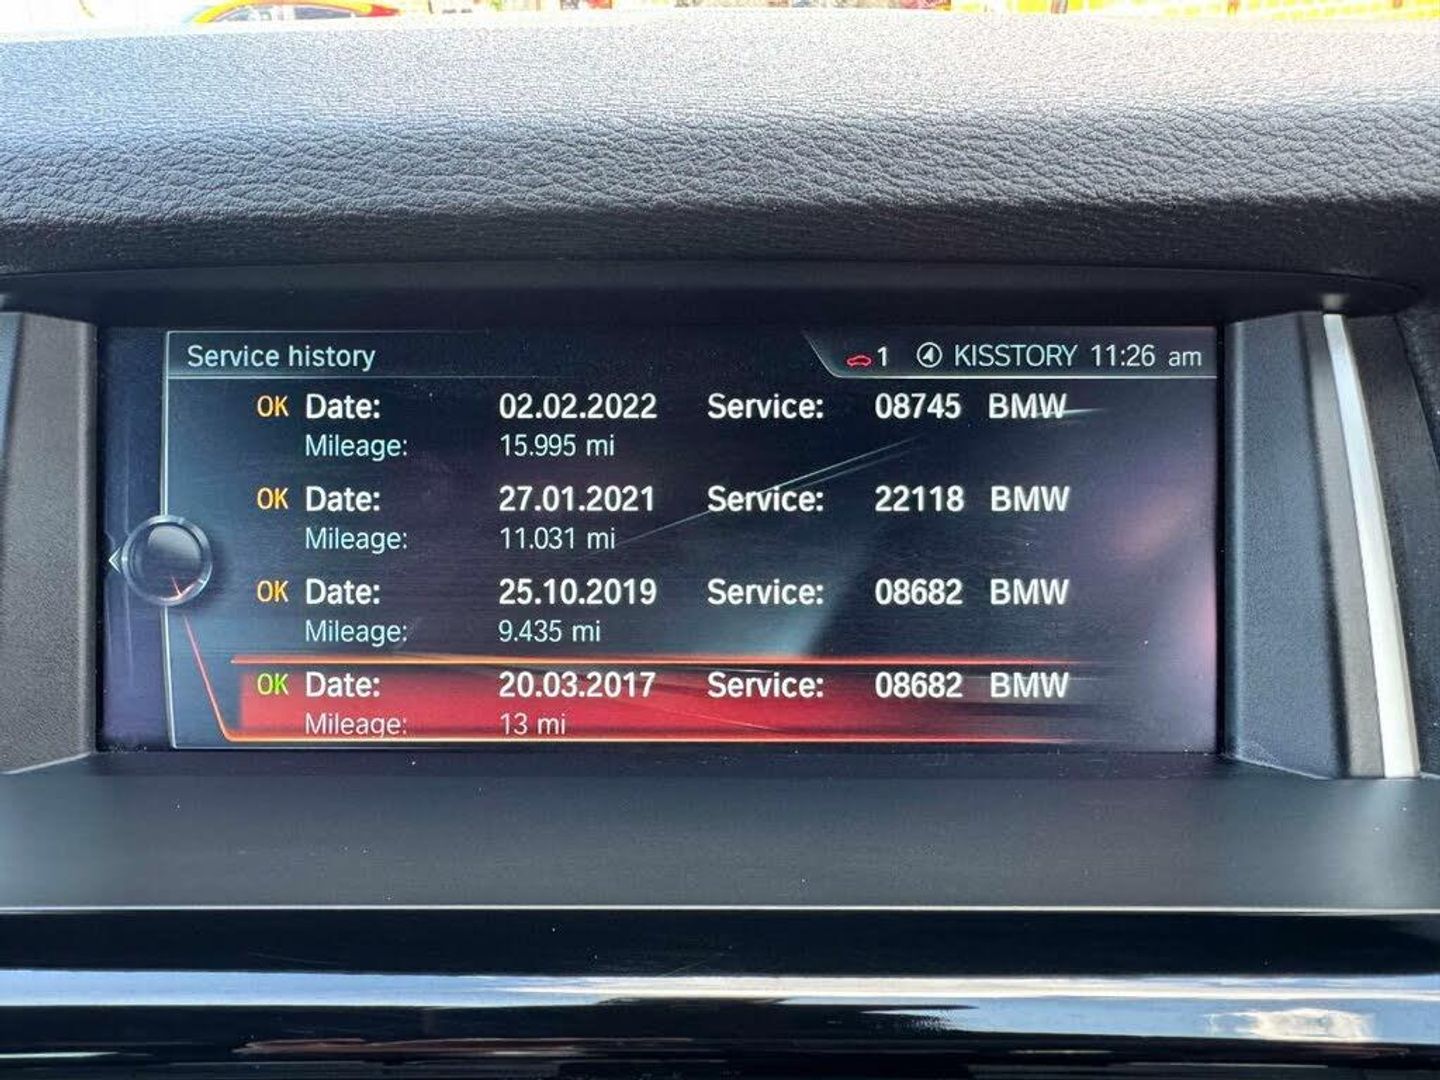 Service history 1 KISSTORY 11:26 am
OK Date: 02.02.2022 Service: 08745 BMW
Mileage: 15.995 mi
OK Date: 27.01.2021 Service: 22118 BMW
Mileage: 11.031 mi
OK Date: 25.10.2019 Service: 08682 BMW
Mileage: 9.435 mi
OK Date: 20.03.2017 Service: 08682 BMW
Mileage: 13 mi